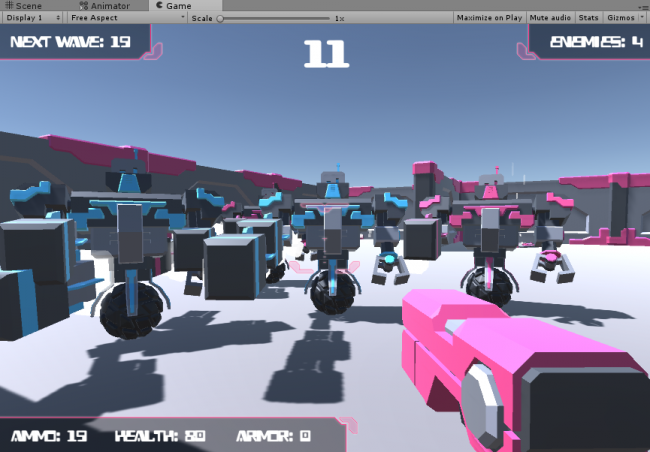 Scene Animator Game
Display 1 Free Aspect Scale 1x Maximize on Play Mute audio Stats Gizmos
NEXT WAVE: 19 11 ENEMIES: 4
AMMO: 19 HEALTH: 80 ARMOR: 0